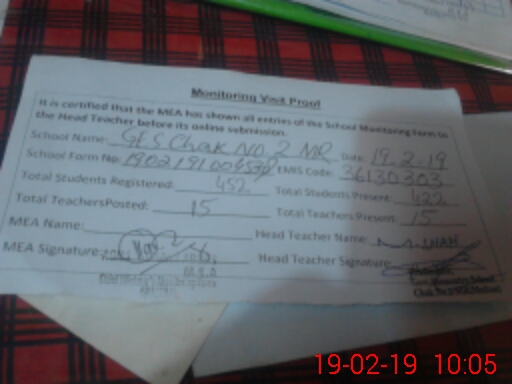 Monitoring Visit Proof
It is certified that the MEA has shown all entries of the School Monitoring Form to
the Head Teacher before its online submission.
School Name: GES Chak NO. 2 MR Date: 19.2.19
School Form No. EMIS Code: 36130303
Total Students Registered: 452 Total Students Present: 422
Total TeachersPosted: 15 Total Teachers Present: 15
MEA Name: Head Teacher Name:
MEA Signature: Head Teacher Signature
19-02-19 10:05